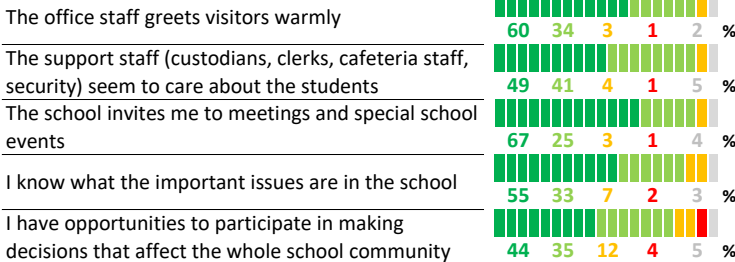 The office staff greets visitors warmly
60 34 3 1 2 %
The support staff (custodians, clerks, cafeteria staff,
security) seem to care about the students
49 41 4 1 5 %
The school invites me to meetings and special school
events
67 25 3 1 4 %
I know what the important issues are in the school
55 33 7 2 3 %
I have opportunities to participate in making
decisions that affect the whole school community
44 35 12 4 5 %